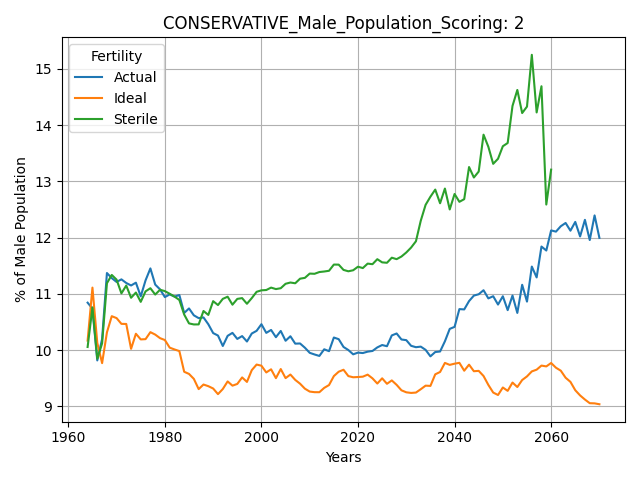 CONSERVATIVE_Male_Population_Scoring: 2
Fertility
Actual
Ideal
Sterile
% of Male Population
15
14
13
12
11
10
9
1960 1980 2000 2020 2040 2060
Years